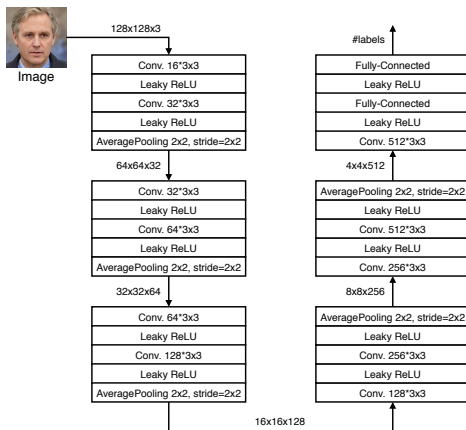 128x128x3
Image
Conv. 16*3x3
Leaky ReLU
Conv. 32*3x3
Leaky ReLU
AveragePooling 2x2, stride=2x2
64x64x32
Conv. 32*3x3
Leaky ReLU
Conv. 64*3x3
Leaky ReLU
AveragePooling 2x2, stride=2x2
32x32x64
Conv. 64*3x3
Leaky ReLU
Conv. 128*3x3
Leaky ReLU
AveragePooling 2x2, stride=2x2
16x16x128
#labels
Fully-Connected
Leaky ReLU
Fully-Connected
Leaky ReLU
Conv. 512*3x3
4x4x512
AveragePooling 2x2, stride=2x2
Leaky ReLU
Conv. 512*3x3
Leaky ReLU
Conv. 256*3x3
8x8x256
AveragePooling 2x2, stride=2x2
Leaky ReLU
Conv. 256*3x3
Leaky ReLU
Conv. 128*3x3